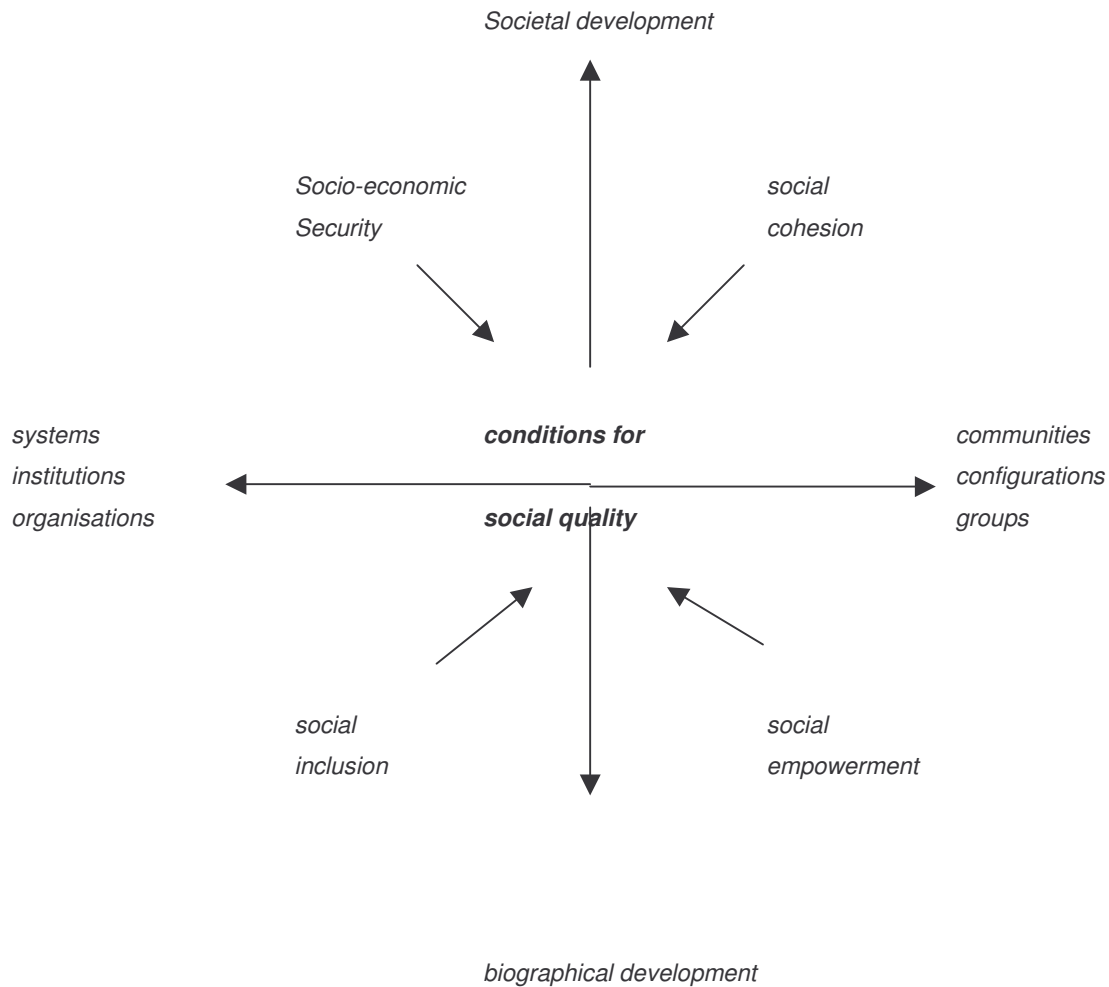 Societal development
Socio-economic
Security
social
cohesion
systems
institutions
organisations
conditions for
social quality
communities
configurations
groups
social
inclusion
social
empowerment
biographical development